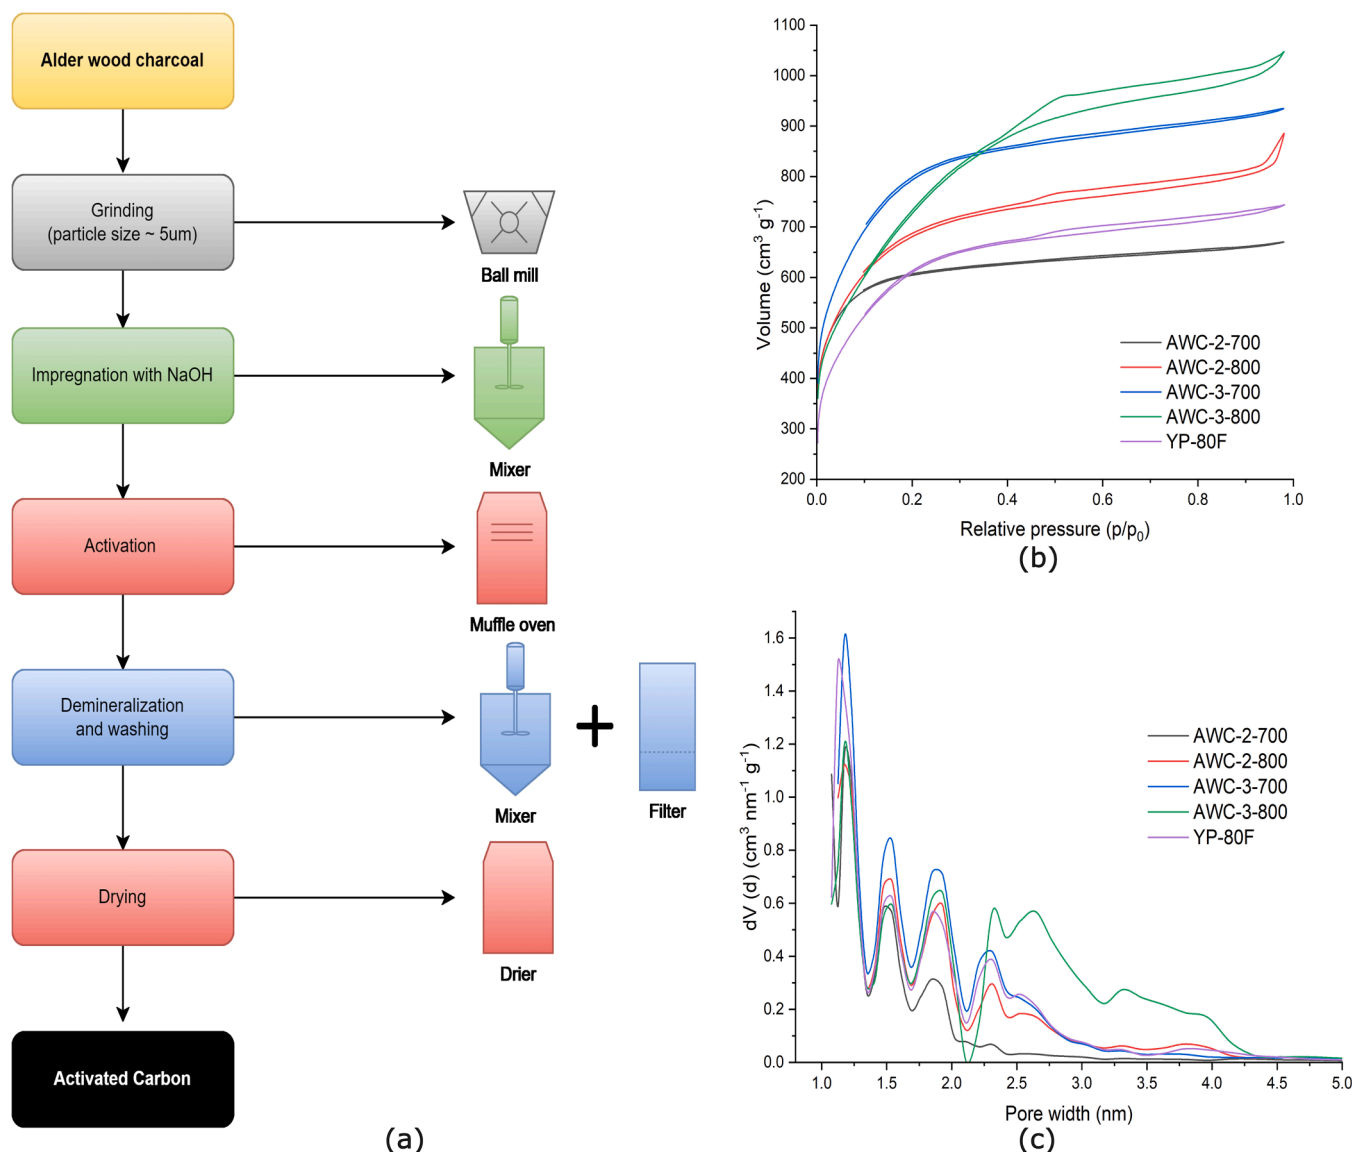 Alder wood charcoal
Grinding
(particle size ~ 5um)
Ball mill
Impregnation with NaOH
Mixer
Activation
Muffle oven
Demineralization
and washing
Mixer
Filter
Drying
Drier
Activated Carbon
(a)
1100
1000
900
800
700
600
500
400
300
200
Volume (cm³ g⁻¹)
AWC-2-700
AWC-2-800
AWC-3-700
AWC-3-800
YP-80F
0.0 0.2 0.4 0.6 0.8 1.0
Relative pressure (p/p₀)
(b)
1.6
1.4
1.2
1.0
0.8
0.6
0.4
0.2
0.0
dV (d) (cm³ nm⁻¹ g⁻¹)
AWC-2-700
AWC-2-800
AWC-3-700
AWC-3-800
YP-80F
1.0 1.5 2.0 2.5 3.0 3.5 4.0 4.5 5.0
Pore width (nm)
(c)